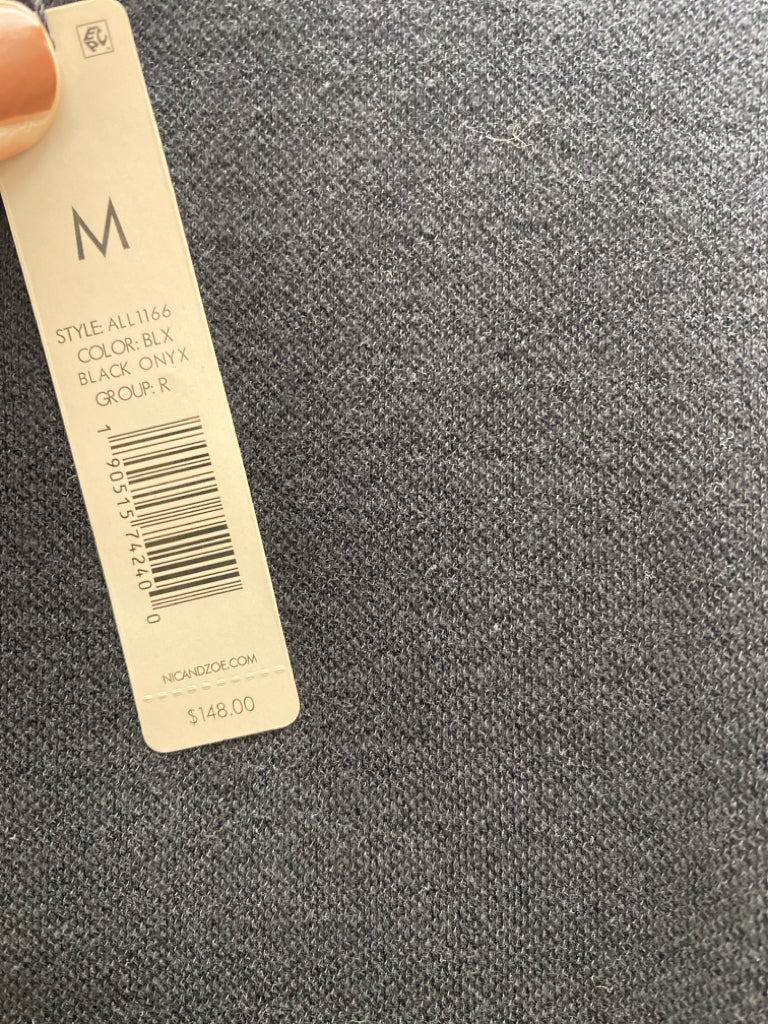 M
STYLE: ALL1166
COLOR: BLX
BLACK ONYX
GROUP: R
1 90515 74240 0
NICANDZOE.COM
$148.00